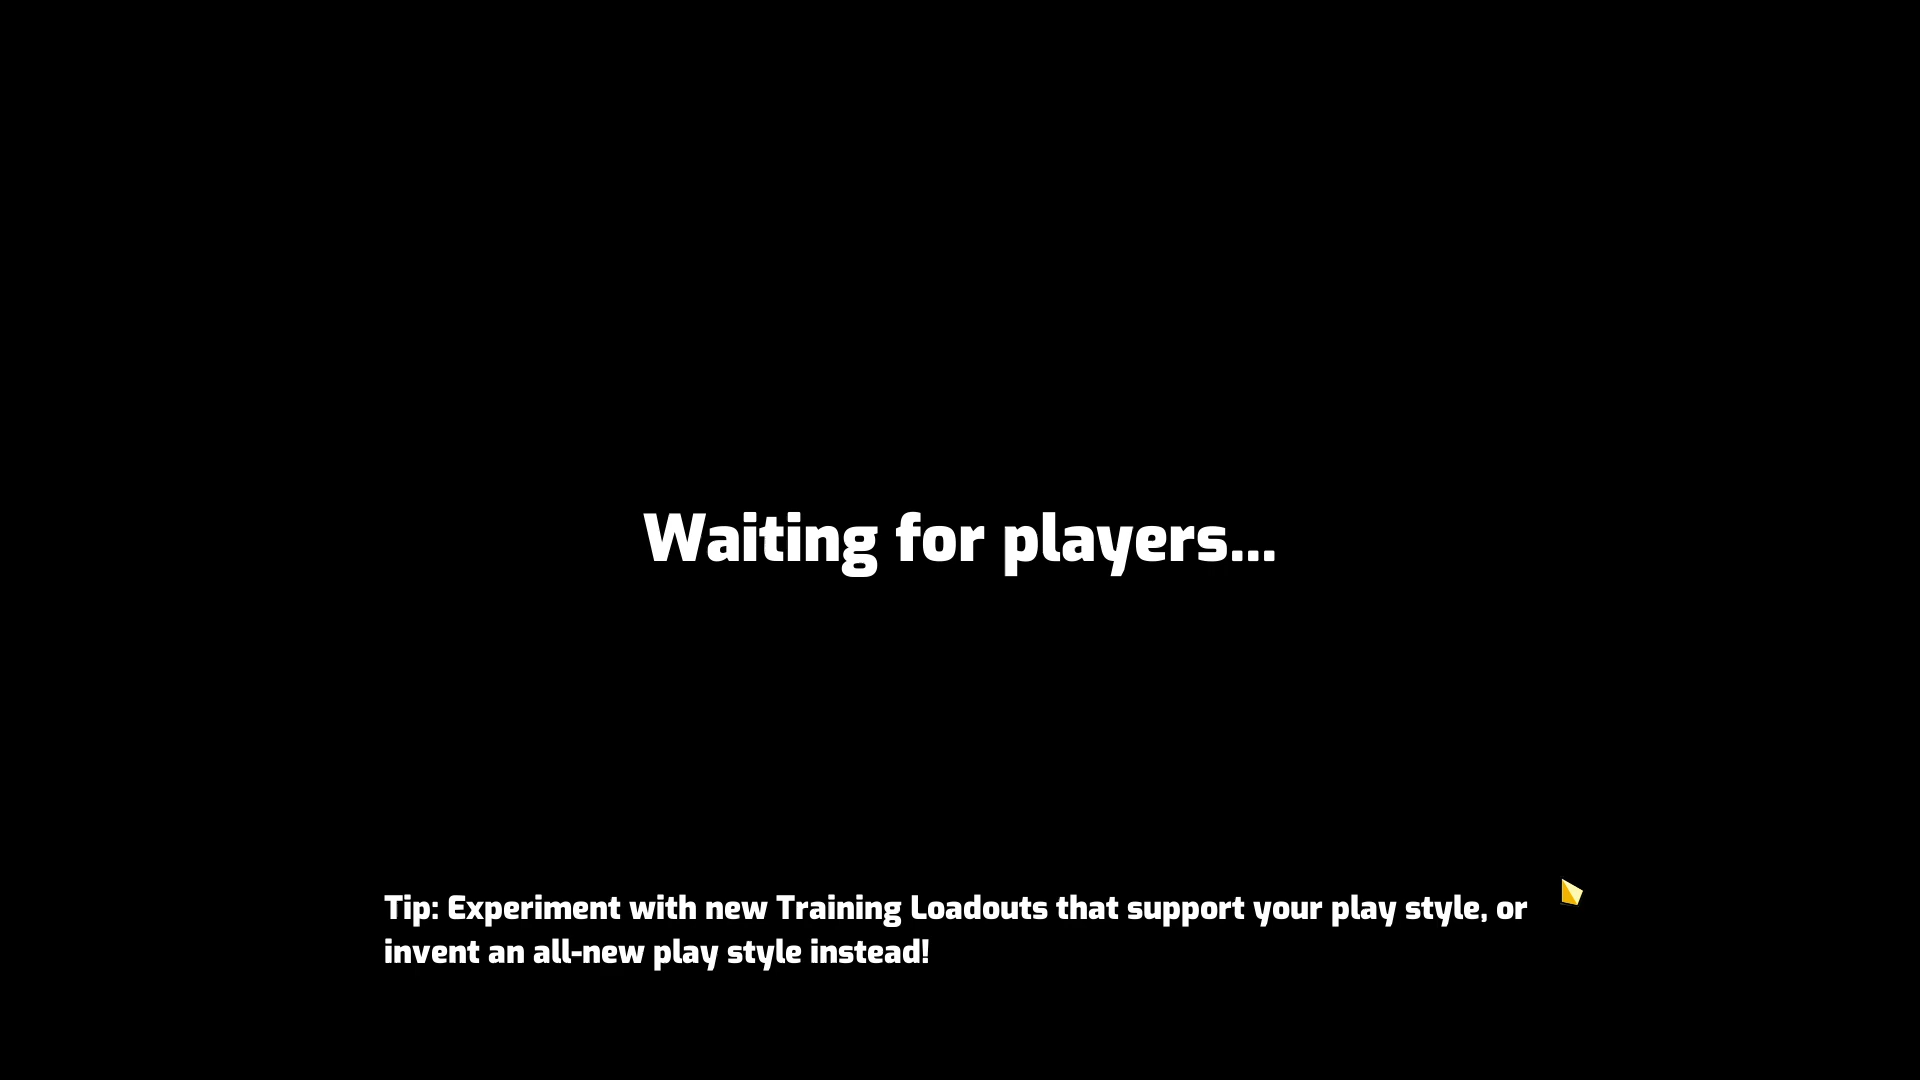 Waiting for players...
Tip: Experiment with new Training Loadouts that support your play style, or
invent an all-new play style instead!